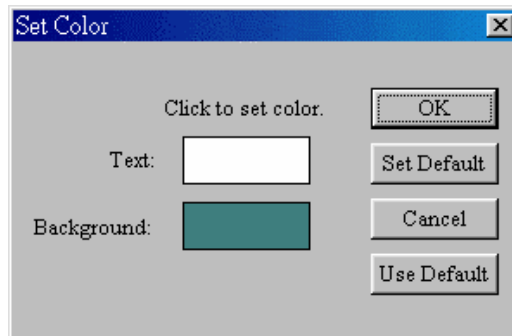 Set Color
Click to set color.
OK
Text:
Set Default
Background:
Cancel
Use Default